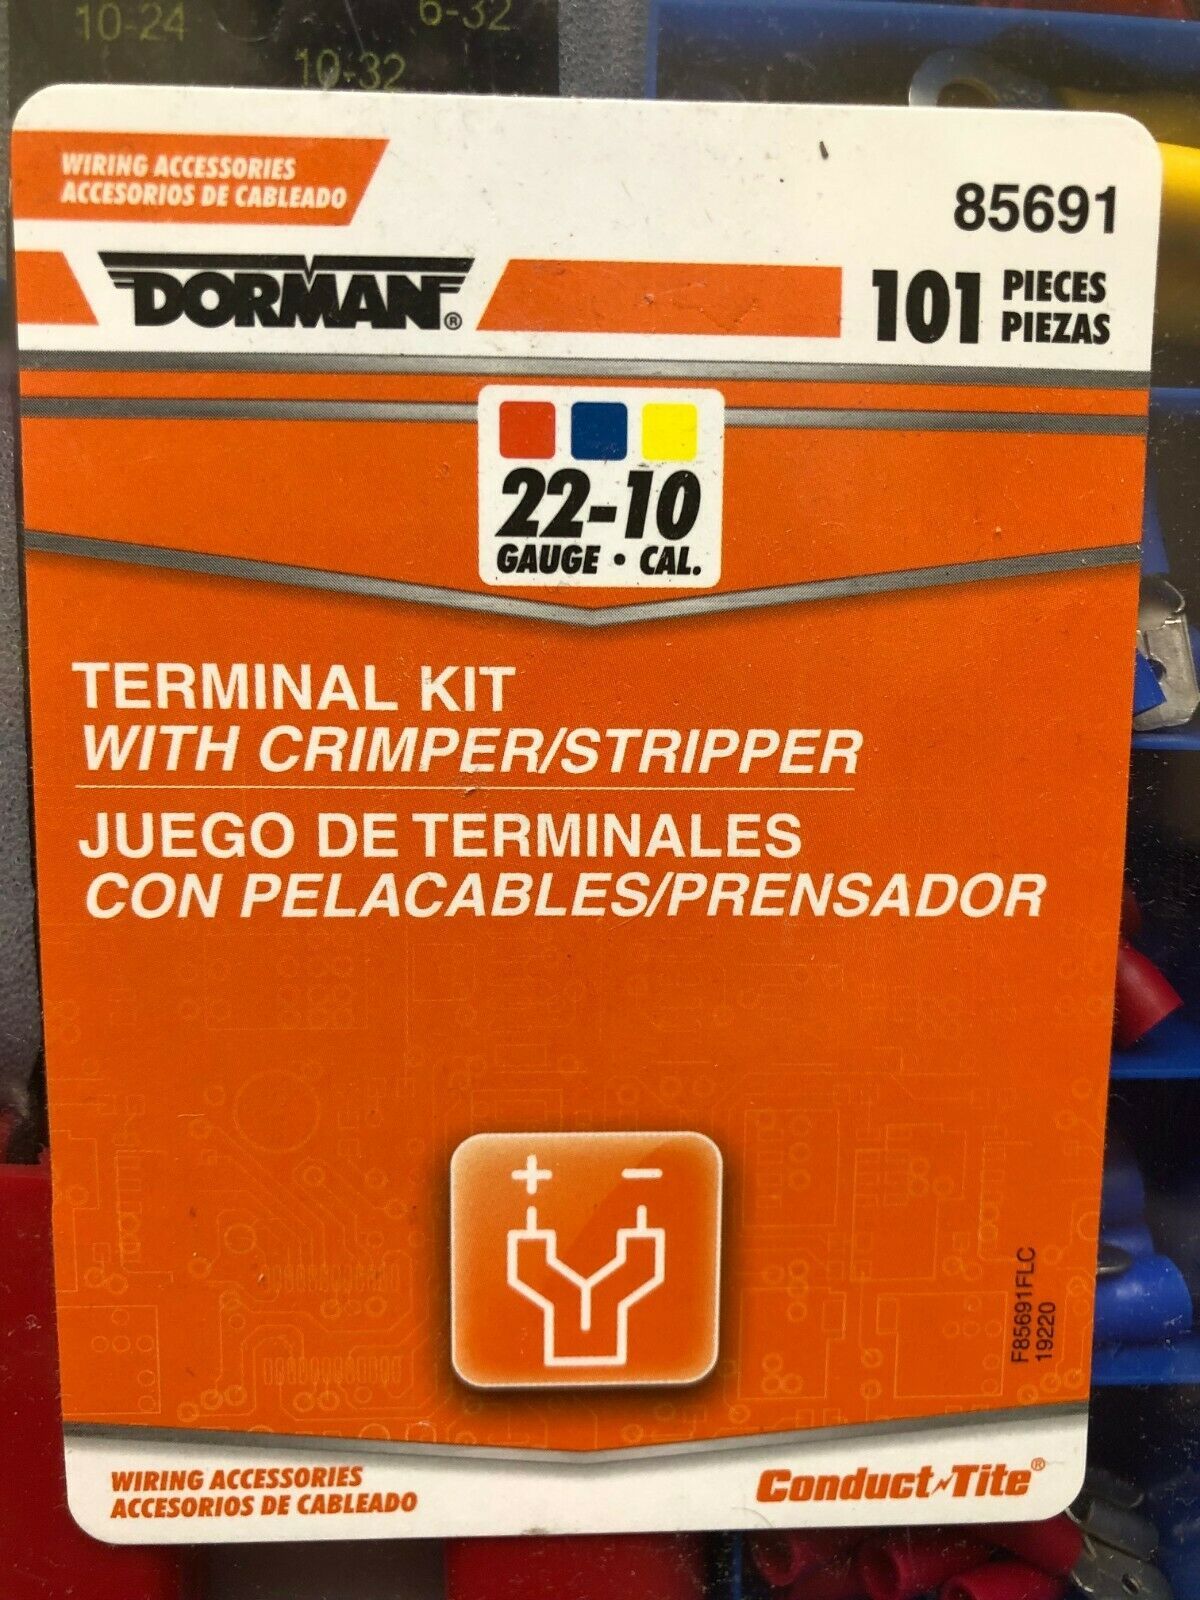 10-24
6-32
10-32
WIRING ACCESSORIES
ACCESORIOS DE CABLEADO
85691
DORMAN®
101 PIECES
PIEZAS
22-10
GAUGE • CAL.
TERMINAL KIT
WITH CRIMPER/STRIPPER
JUEGO DE TERMINALES
CON PELACABLES/PRENSADOR
+ −
F85691FLC
19220
WIRING ACCESSORIES
ACCESORIOS DE CABLEADO
Conduct-Tite®